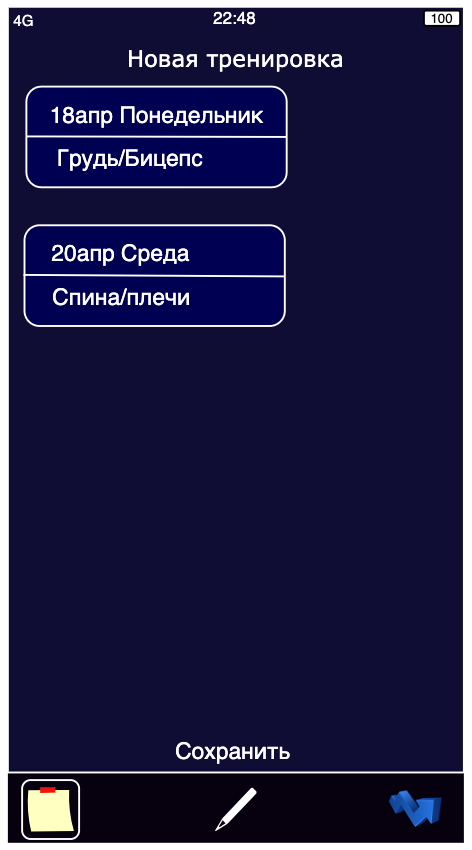 4G 22:48 100
Новая тренировка
18апр Понедельник
Грудь/Бицепс
20апр Среда
Спина/плечи
Сохранить